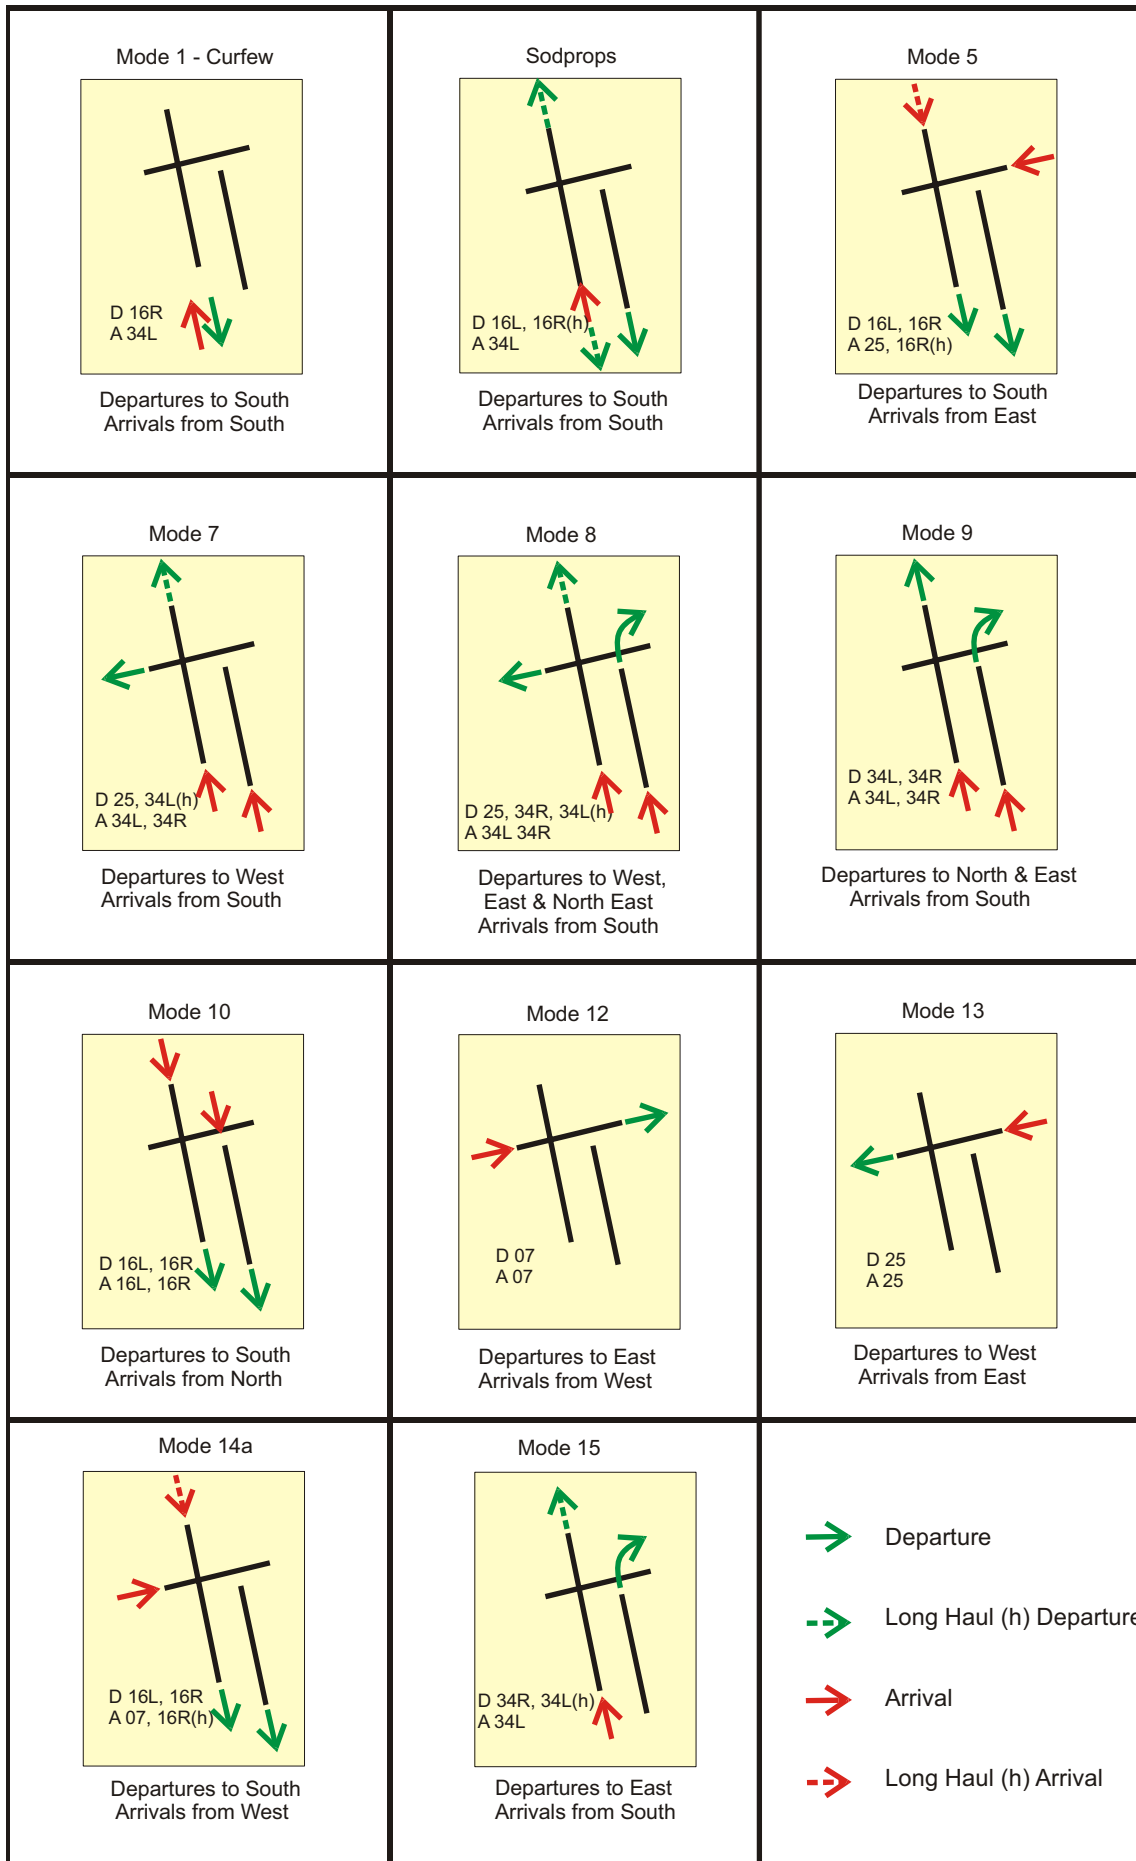 Mode 1 - Curfew
D 16R
A 34L
Departures to South
Arrivals from South
Sodprops
D 16L, 16R(h)
A 34L
Departures to South
Arrivals from South
Mode 5
D 16L, 16R
A 25, 16R(h)
Departures to South
Arrivals from East
Mode 7
D 25, 34L(h)
A 34L, 34R
Departures to West
Arrivals from South
Mode 8
D 25, 34R, 34L(h)
A 34L 34R
Departures to West,
East & North East
Arrivals from South
Mode 9
D 34L, 34R
A 34L, 34R
Departures to North & East
Arrivals from South
Mode 10
D 16L, 16R
A 16L, 16R
Departures to South
Arrivals from North
Mode 12
D 07
A 07
Departures to East
Arrivals from West
Mode 13
D 25
A 25
Departures to West
Arrivals from East
Mode 14a
D 16L, 16R
A 07, 16R(h)
Departures to South
Arrivals from West
Mode 15
D 34R, 34L(h)
A 34L
Departures to East
Arrivals from South
Departure
Long Haul (h) Departure
Arrival
Long Haul (h) Arrival